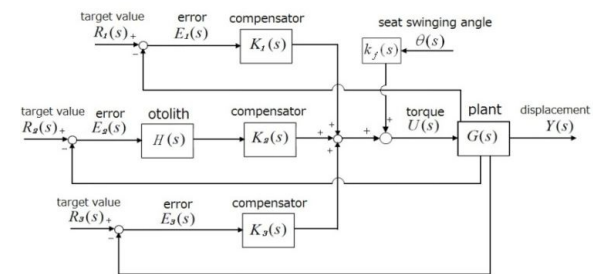 target value error compensator seat swinging angle
R₁(s) + E₁(s) K₁(s) k_f(s) θ(s)
−
target value error otolith compensator + + torque plant displacement
R₂(s) + E₂(s) H(s) K₂(s) + + + U(s) G(s) Y(s)
−
target value error compensator
R₃(s) + E₃(s) K₃(s)
−